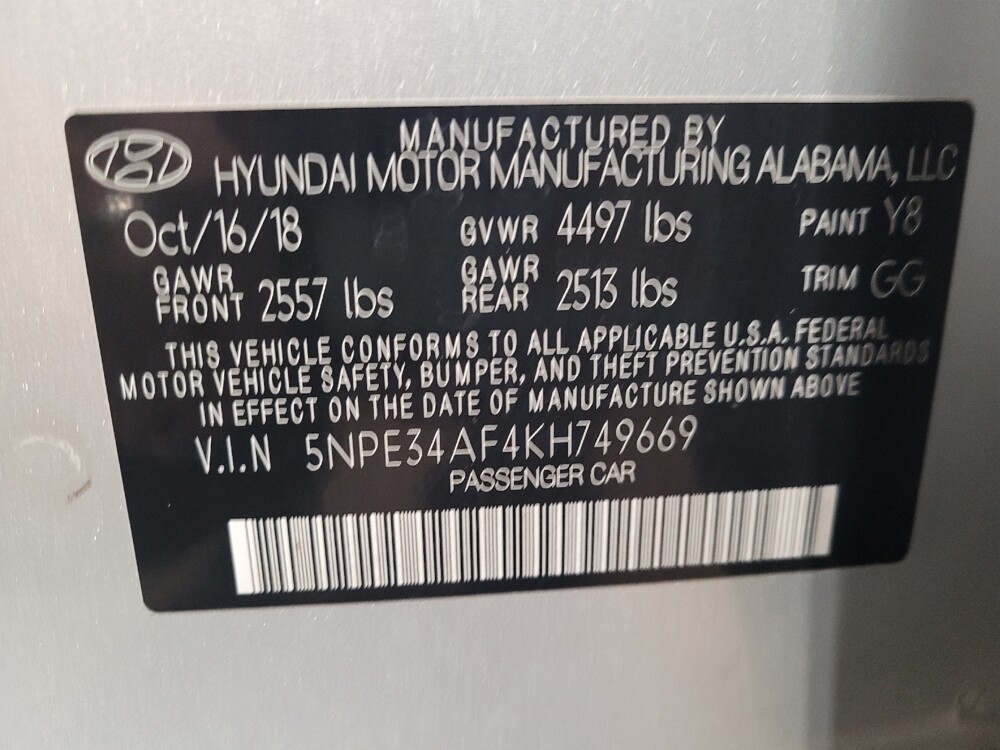 MANUFACTURED BY
HYUNDAI MOTOR MANUFACTURING ALABAMA, LLC
Oct/16/18 GVWR 4497 lbs PAINT Y8
GAWR FRONT 2557 lbs GAWR REAR 2513 lbs TRIM GG
THIS VEHICLE CONFORMS TO ALL APPLICABLE U.S.A. FEDERAL
MOTOR VEHICLE SAFETY, BUMPER, AND THEFT PREVENTION STANDARDS
IN EFFECT ON THE DATE OF MANUFACTURE SHOWN ABOVE
V.I.N 5NPE34AF4KH749669
PASSENGER CAR